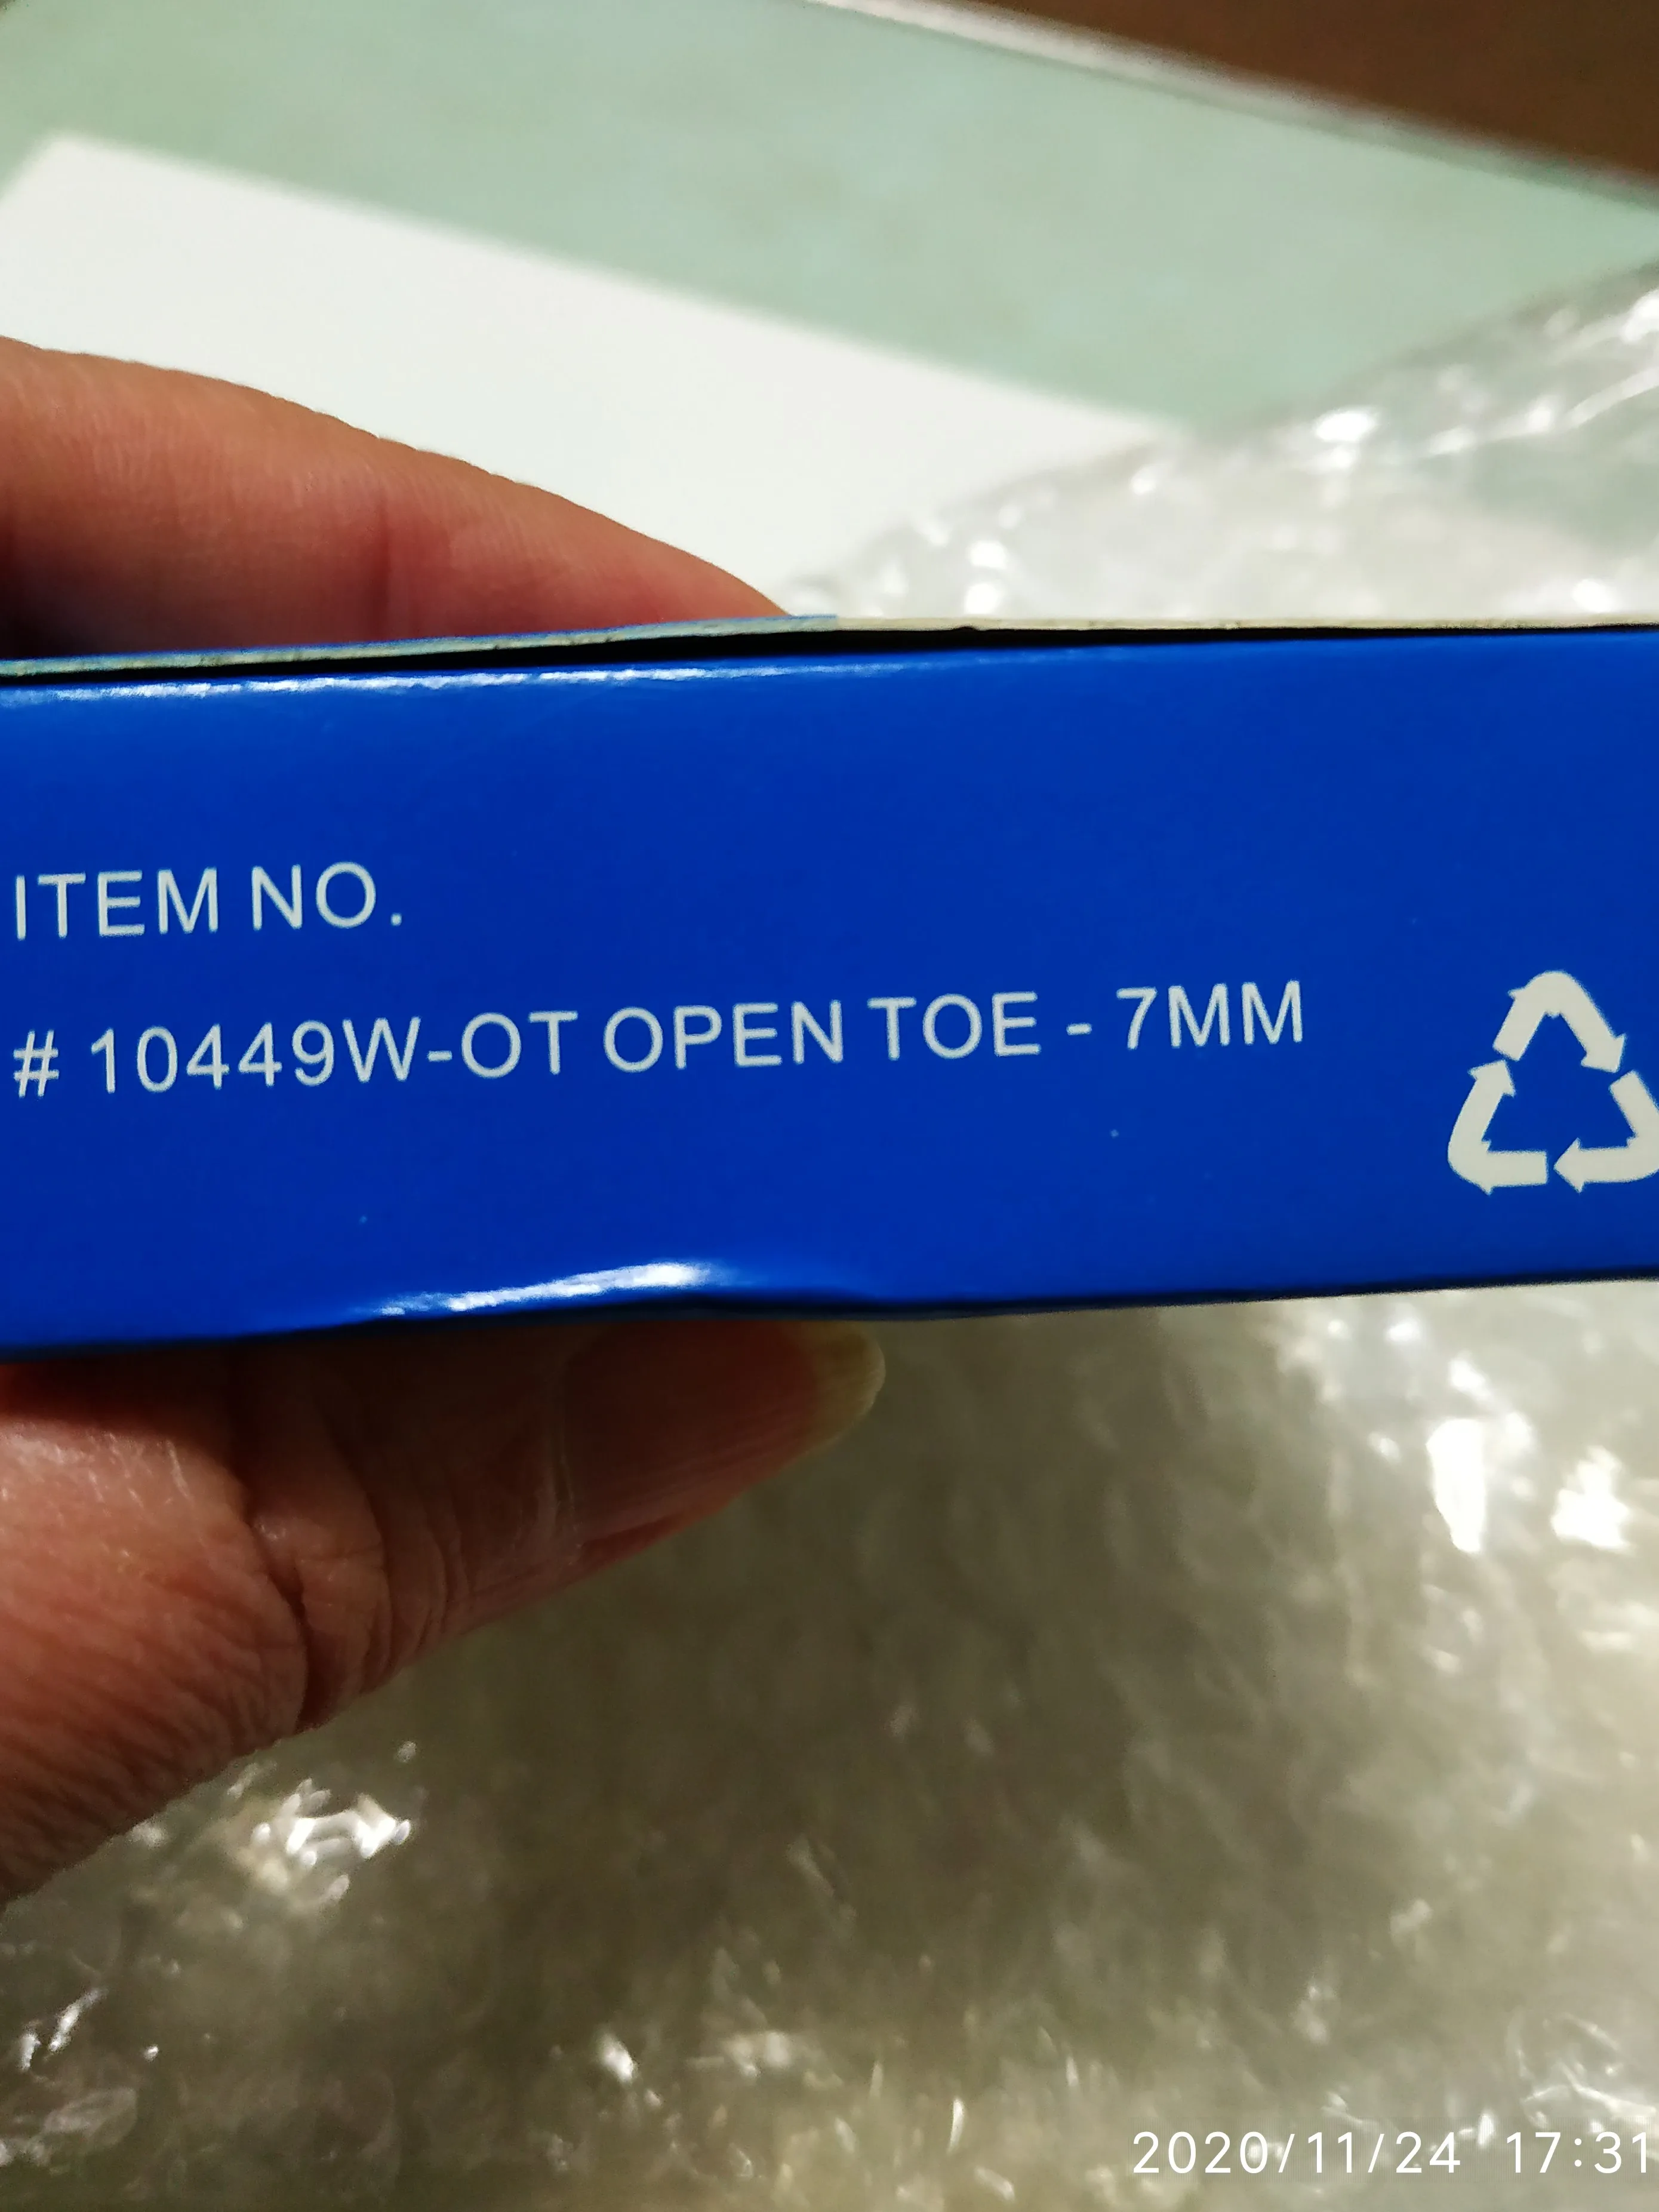 ITEM NO.
# 10449W-OT OPEN TOE - 7MM
2020/11/24 17:31